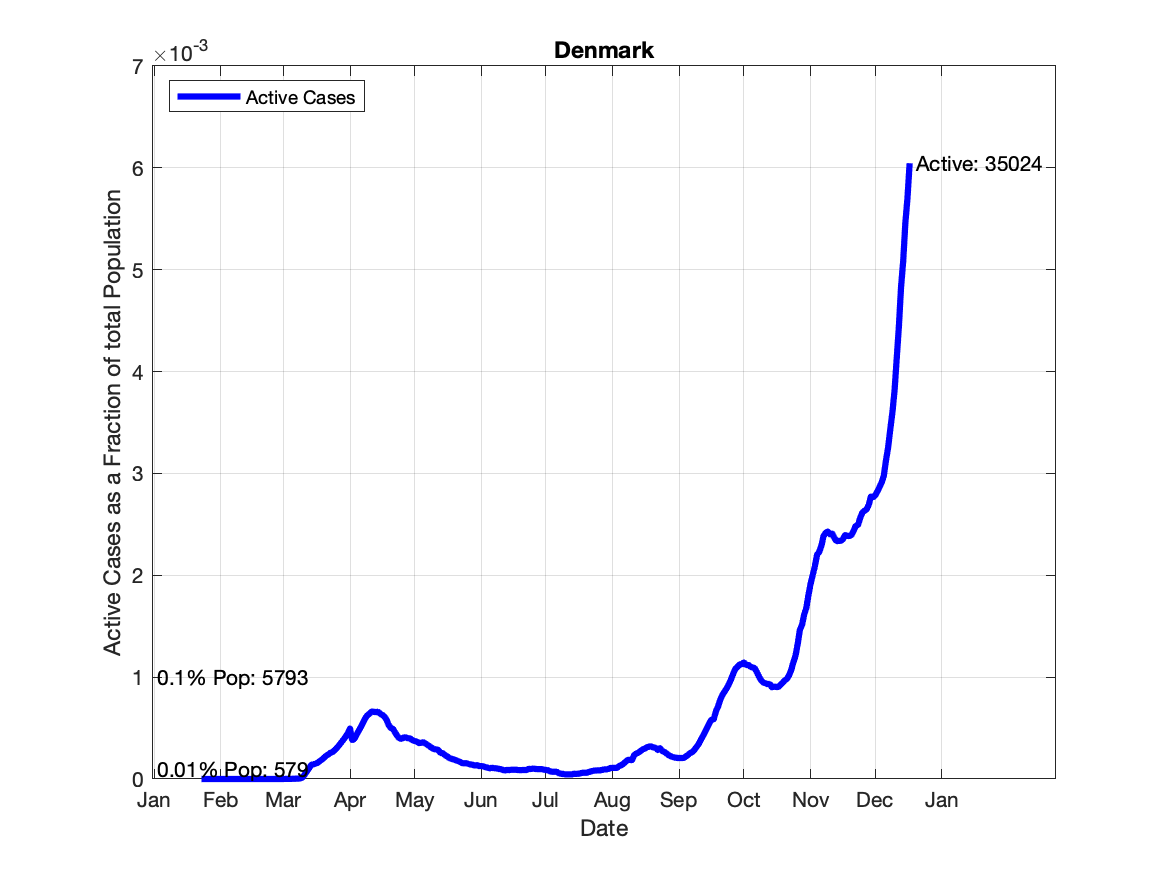 Denmark
×10-3
7
6
5
4
3
2
1
0
Active Cases as a Fraction of total Population
Active Cases
Active: 35024
0.1% Pop: 5793
0.01% Pop: 579
Jan Feb Mar Apr May Jun Jul Aug Sep Oct Nov Dec Jan
Date